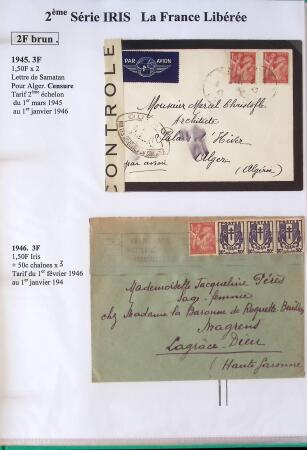 2ème Série IRIS La France Libérée
2F brun .
1945. 3F
1,50F x 2
Lettre de Samatan
Pour Alger. Censure
Tarif 2ème échelon
du 1er mars 1945
au 1er janvier 1946
CONTROLE
PAR AVION
Monsieur Marcel Christofle
Architecte
Palais d'Hiver
Alger
par avion
(Algérie)
1946. 3F
1,50F Iris
+ 50c chaînes x 3
Tarif du 1er février 1946
au 1er janvier 194
Mademoiselle Jacqueline Pérès
Sage-femme
chez Madame la Baronne de Roquette
Magrens
Lagrâce-Dieu
(Haute Garonne